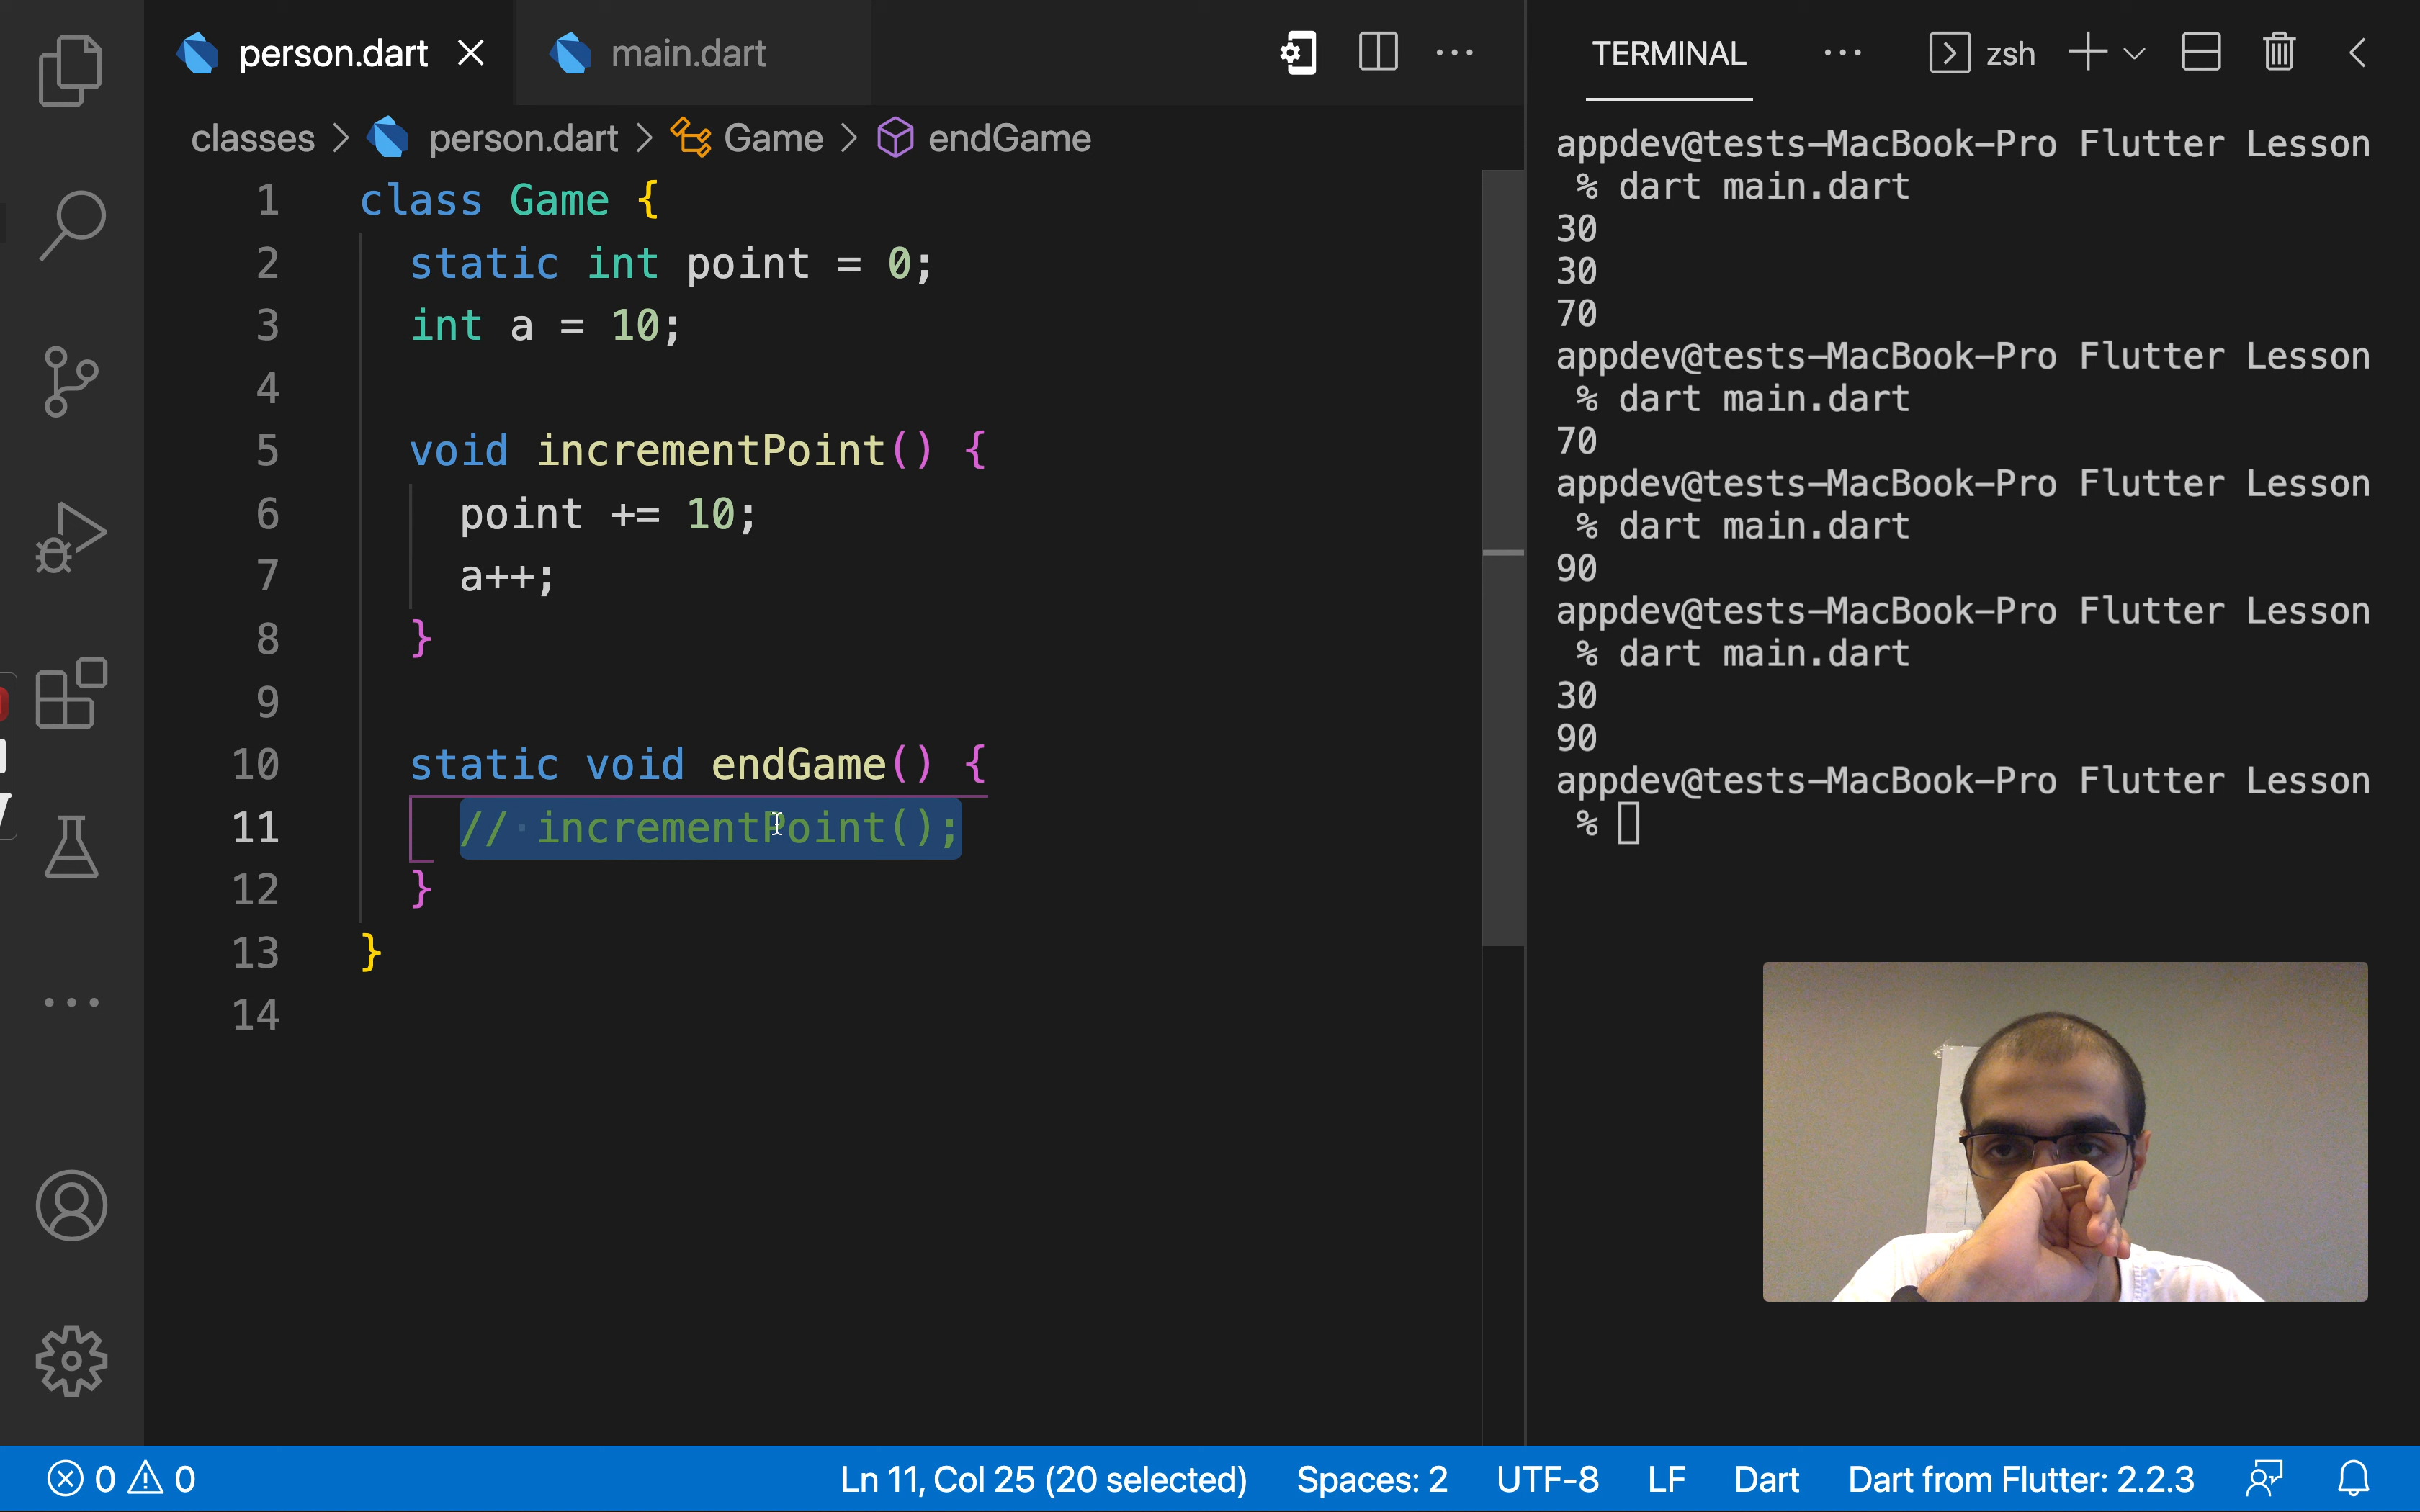 person.dart
main.dart
classes > person.dart > Game > endGame
1 class Game {
2 static int point = 0;
3 int a = 10;
4
5 void incrementPoint() {
6 point += 10;
7 a++;
8 }
9
10 static void endGame() {
11 // incrementPoint();
12 }
13 }
14
TERMINAL
zsh
appdev@tests-MacBook-Pro Flutter Lesson
% dart main.dart
30
30
70
appdev@tests-MacBook-Pro Flutter Lesson
% dart main.dart
70
appdev@tests-MacBook-Pro Flutter Lesson
% dart main.dart
90
appdev@tests-MacBook-Pro Flutter Lesson
% dart main.dart
30
90
appdev@tests-MacBook-Pro Flutter Lesson
%
0 0
Ln 11, Col 25 (20 selected)
Spaces: 2
UTF-8
LF
Dart
Dart from Flutter: 2.2.3